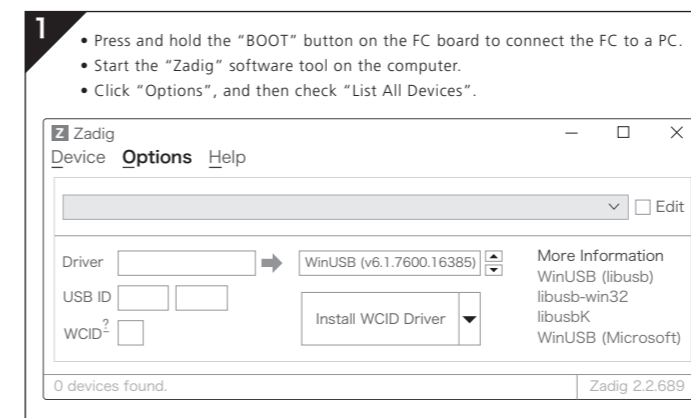 1
• Press and hold the “BOOT” button on the FC board to connect the FC to a PC.
• Start the “Zadig” software tool on the computer.
• Click “Options”, and then check “List All Devices”.
Z Zadig
Device Options Help
Edit
Driver WinUSB (v6.1.7600.16385) More Information
WinUSB (libusb)
USB ID libusb-win32
Install WCID Driver libusbK
WCID? WinUSB (Microsoft)
0 devices found. Zadig 2.2.689